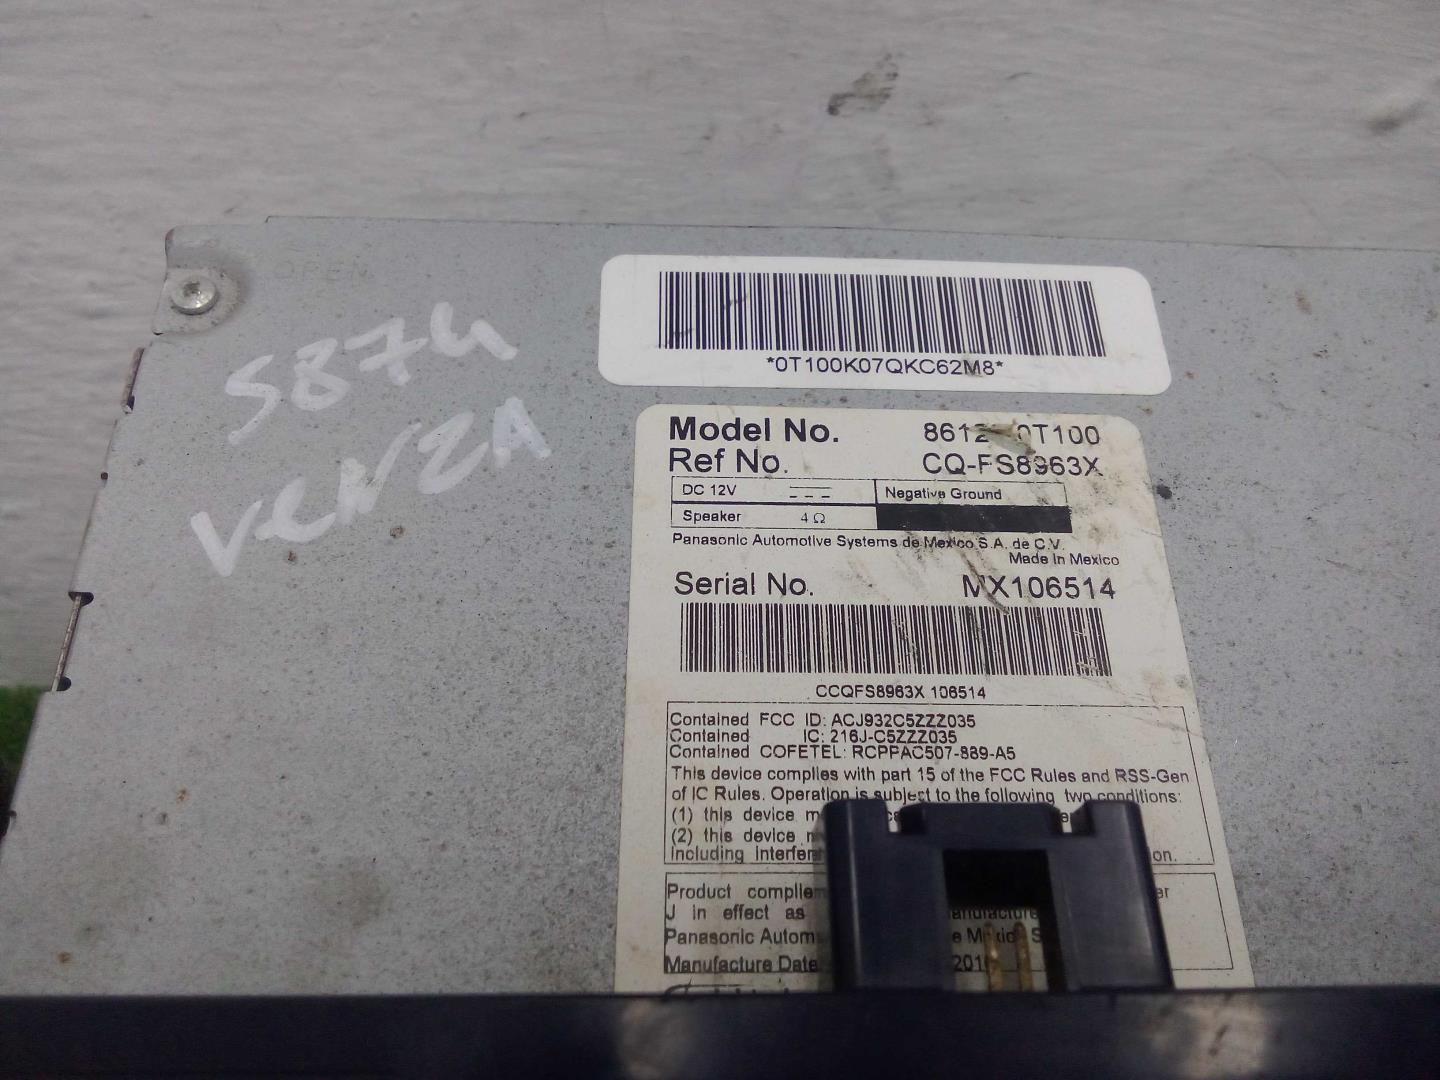 OPEN
S874
VENZA
*0T100K07QKC62M8*
Model No. 0T100
Ref No. CQ-FS8963X
DC 12V Negative Ground
Speaker 4 Ω
Panasonic Automotive Systems de Mexico S.A. de C.V.
Made In Mexico
Serial No. MX106514
CCQFS8963X 106514
Contained FCC ID: ACJ932C5ZZZ035
Contained IC: 216J-C5ZZZ035
Contained COFETEL: RCPPAC507-889-A5
This device complies with part 15 of the FCC Rules and RSS-Gen
of IC Rules. Operation is subject to the following two conditions:
(1) this device
(2) this device
Including
Product
J in effect as
Panasonic
Manufacture Date